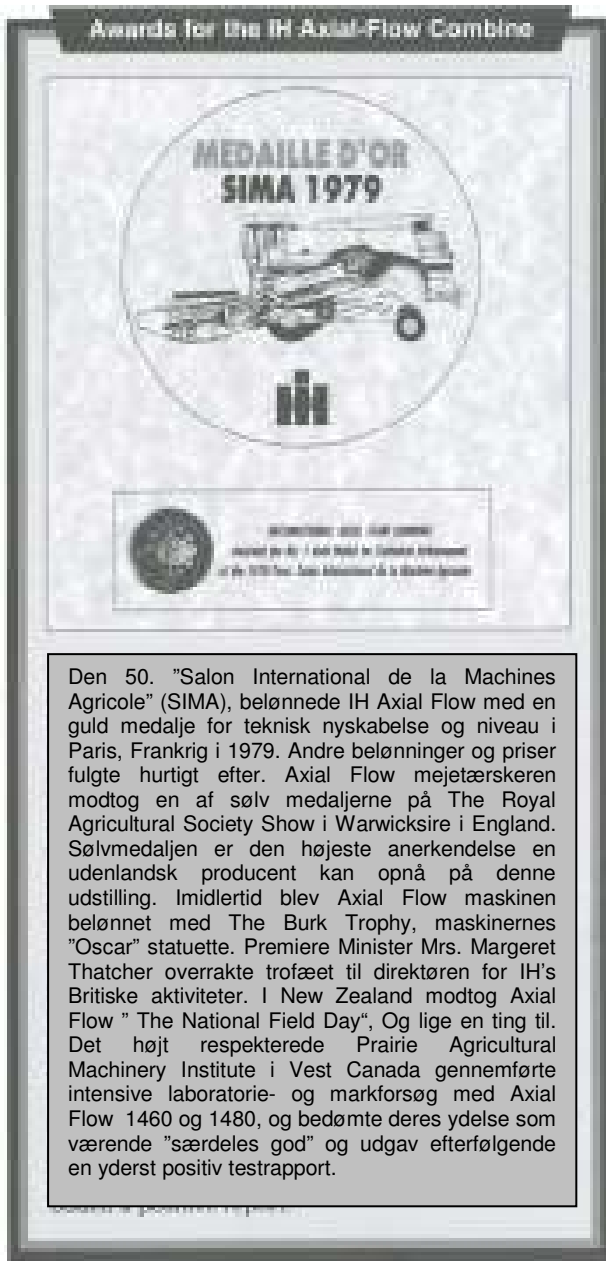 Awards for the IH Axial-Flow Combine
MEDAILLE D'OR
SIMA 1979
IH
Den 50. ”Salon International de la Machines
Agricole” (SIMA), belønnede IH Axial Flow med en
guld medalje for teknisk nyskabelse og niveau i
Paris, Frankrig i 1979. Andre belønninger og priser
fulgte hurtigt efter. Axial Flow mejetærskeren
modtog en af sølv medaljerne på The Royal
Agricultural Society Show i Warwicksire i England.
Sølvmedaljen er den højeste anerkendelse en
udenlandsk producent kan opnå på denne
udstilling. Imidlertid blev Axial Flow maskinen
belønnet med The Burk Trophy, maskinernes
”Oscar” statuette. Premiere Minister Mrs. Margeret
Thatcher overrakte trofæet til direktøren for IH's
Britiske aktiviteter. I New Zealand modtog Axial
Flow ” The National Field Day“, Og lige en ting til.
Det højt respekterede Prairie Agricultural
Machinery Institute i Vest Canada gennemførte
intensive laboratorie- og markforsøg med Axial
Flow 1460 og 1480, og bedømte deres ydelse som
værende ”særdeles god” og udgav efterfølgende
en yderst positiv testrapport.